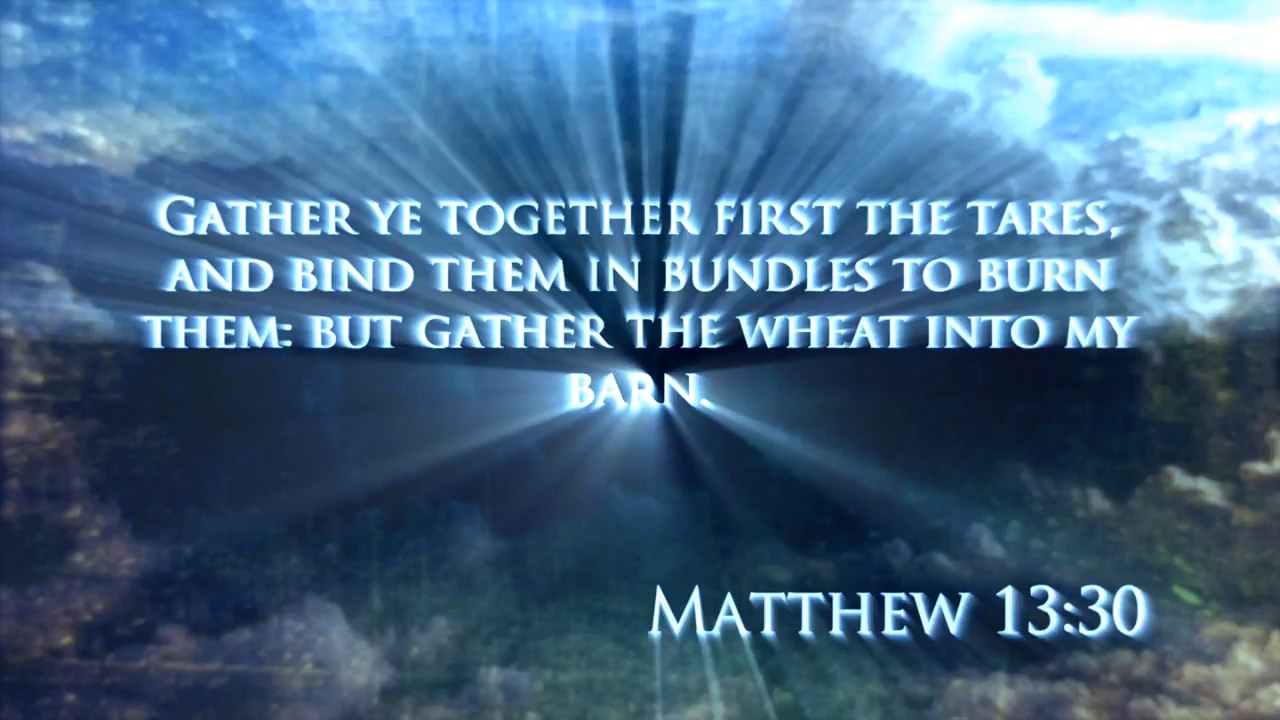 Gather ye together first the tares,
and bind them in bundles to burn
them: but gather the wheat into my
barn.
Matthew 13:30